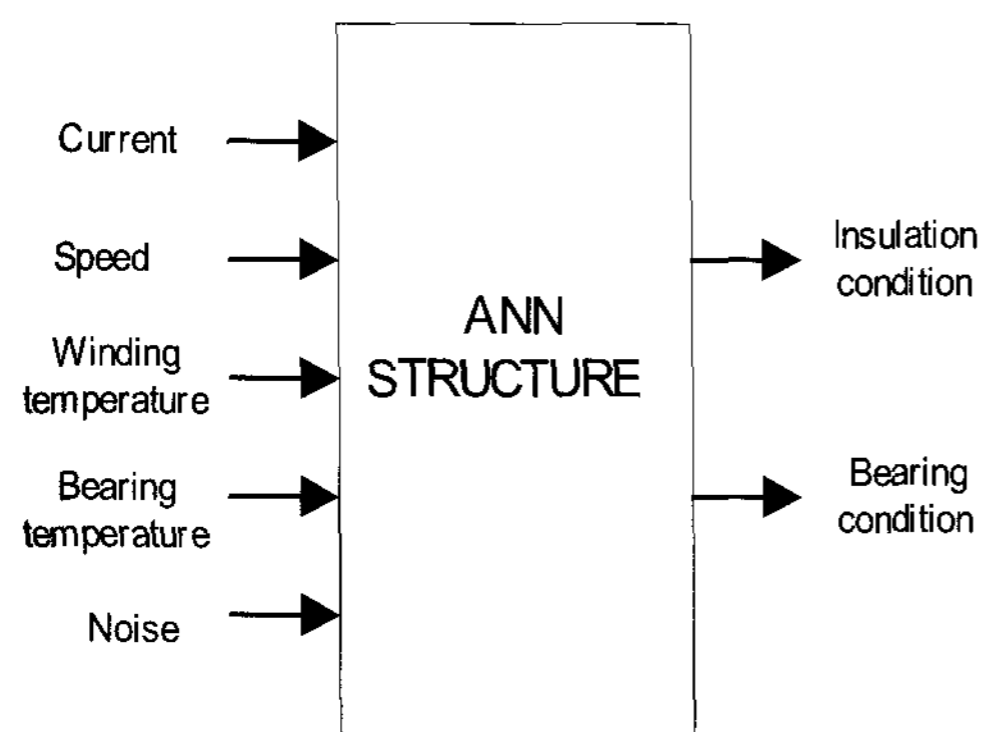 Current
Speed
Winding
temperature
Bearing
temperature
Noise
ANN
STRUCTURE
Insulation
condition
Bearing
condition